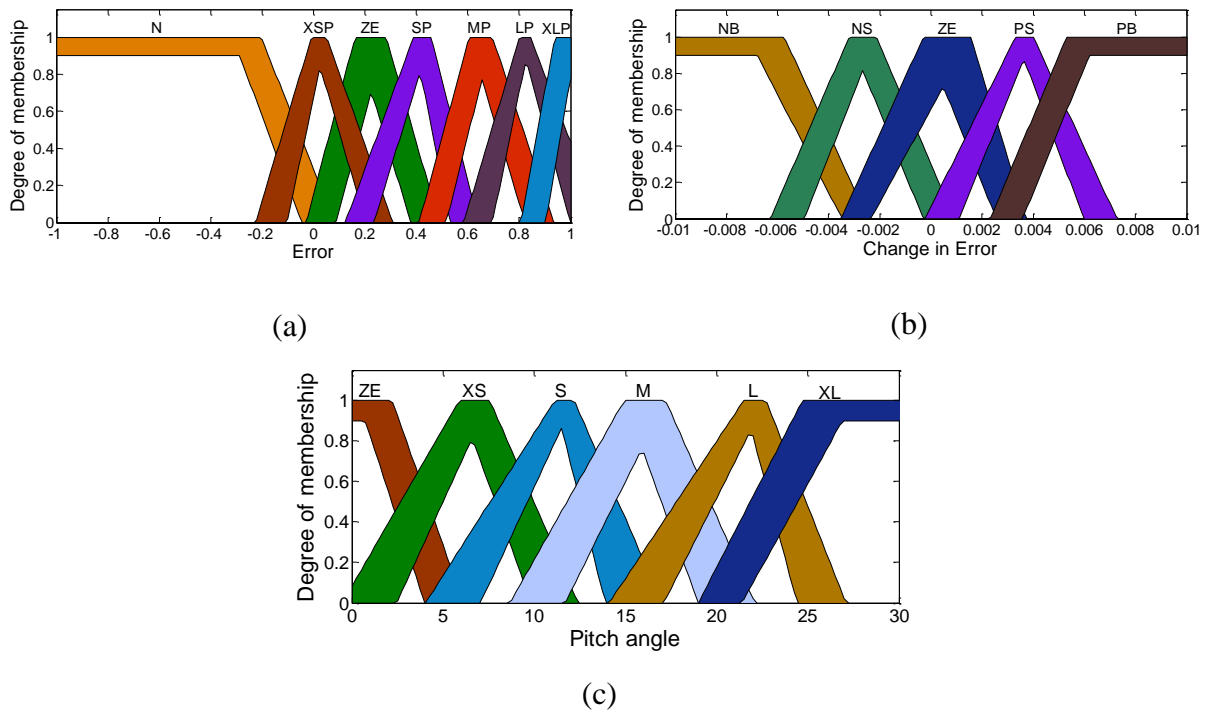 N XSP ZE SP MP LP XLP
1
0.8
0.6
0.4
0.2
0
Degree of membership
-1 -0.8 -0.6 -0.4 -0.2 0 0.2 0.4 0.6 0.8 1
Error
(a)
NB NS ZE PS PB
1
0.8
0.6
0.4
0.2
0
Degree of membership
-0.01 -0.008 -0.006 -0.004 -0.002 0 0.002 0.004 0.006 0.008 0.01
Change in Error
(b)
ZE XS S M L XL
1
0.8
0.6
0.4
0.2
0
Degree of membership
0 5 10 15 20 25 30
Pitch angle
(c)